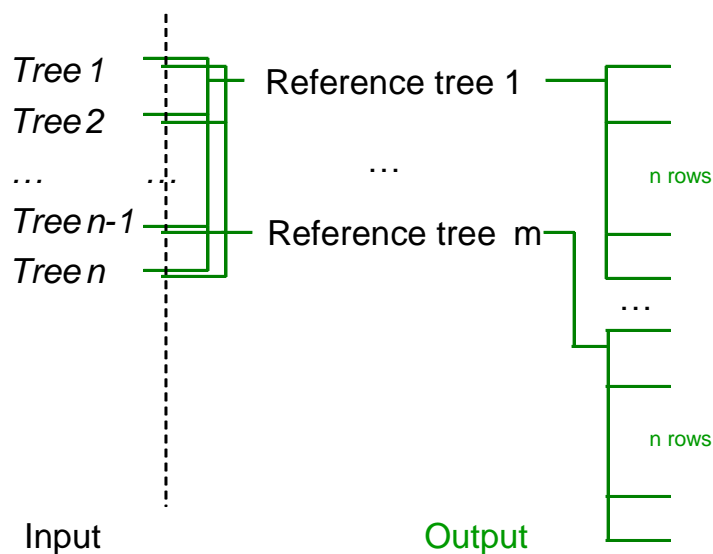 Tree 1
Reference tree 1
Tree 2
... ... ...
n rows
Tree n-1
Reference tree m
Tree n
...
n rows
Input
Output